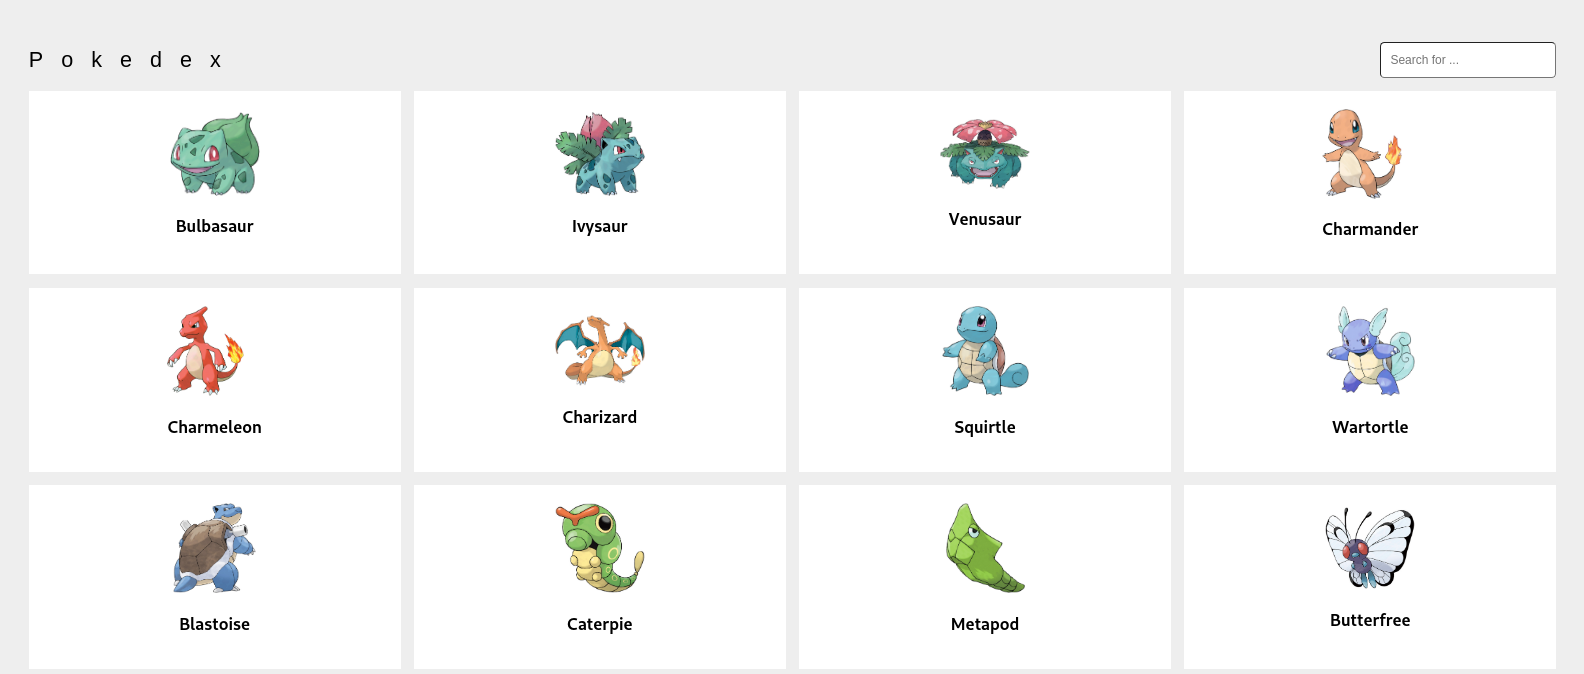 P o k e d e x
Search for ...
Bulbasaur
Ivysaur
Venusaur
Charmander
Charmeleon
Charizard
Squirtle
Wartortle
Blastoise
Caterpie
Metapod
Butterfree